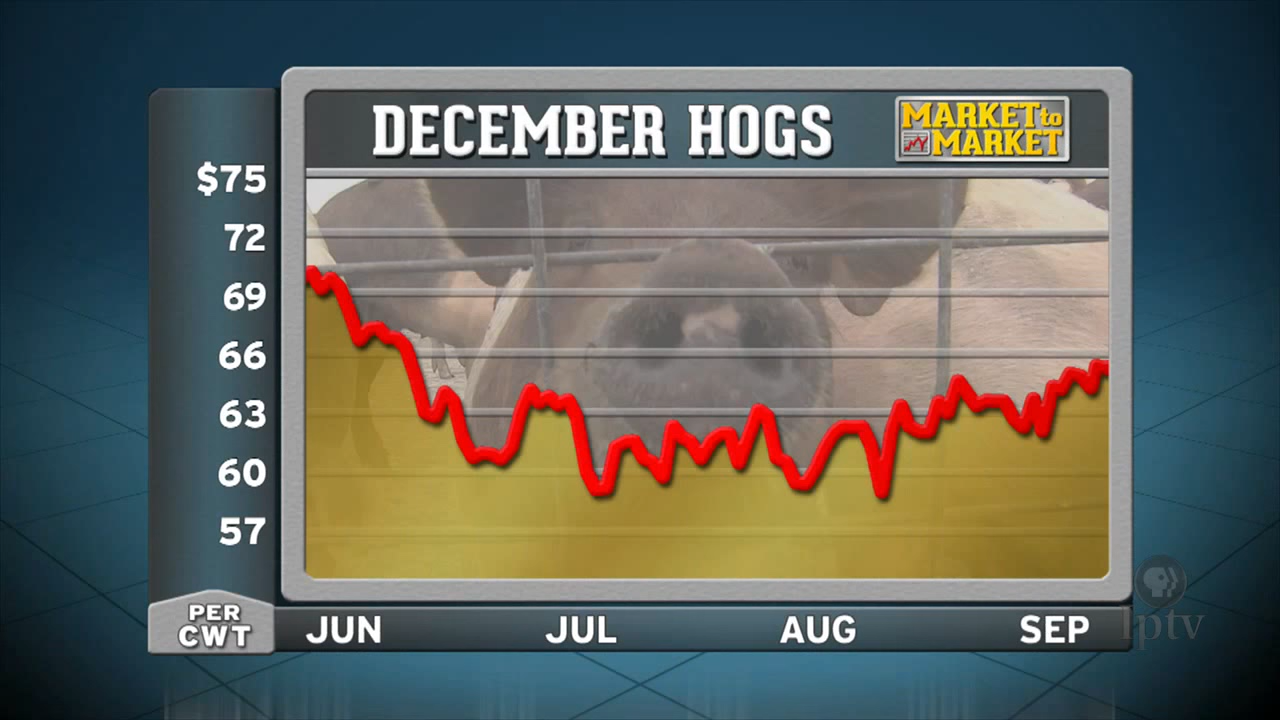 DECEMBER HOGS
MARKET to
MARKET
$75
72
69
66
63
60
57
PER
CWT
JUN JUL AUG SEP
iptv